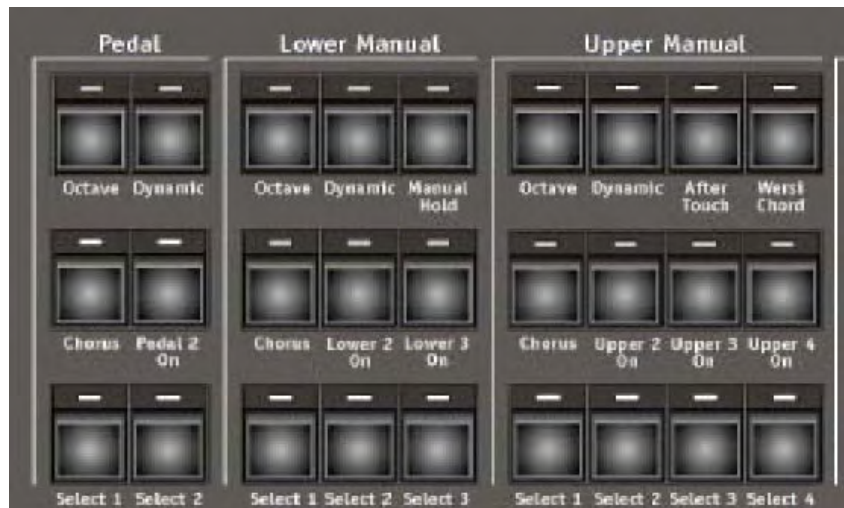 Pedal Lower Manual Upper Manual
Octave Dynamic Octave Dynamic Manual Hold Octave Dynamic After Touch Wersi Chord
Chorus Pedal 2 On Chorus Lower 2 On Lower 3 On Chorus Upper 2 On Upper 3 On Upper 4 On
Select 1 Select 2 Select 1 Select 2 Select 3 Select 1 Select 2 Select 3 Select 4